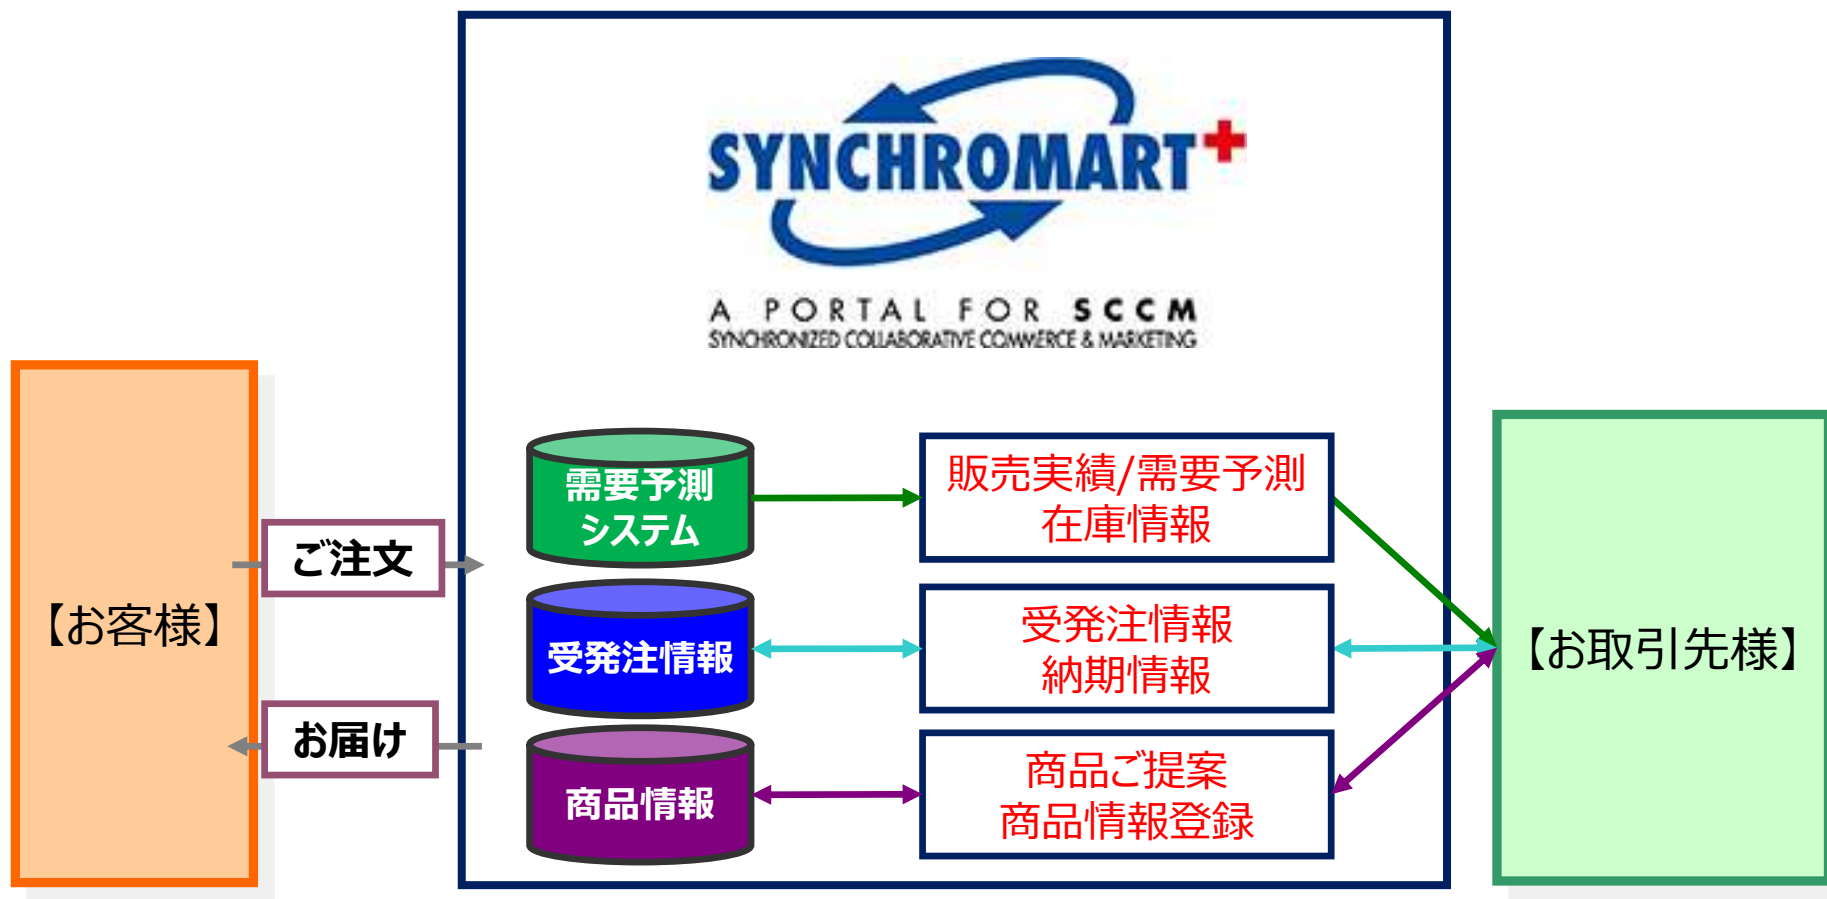 SYNCHROMART+
A PORTAL FOR SCCM
SYNCHRONIZED COLLABORATIVE COMMERCE & MARKETING
【お客様】
ご注文
お届け
需要予測
システム
販売実績/需要予測
在庫情報
受発注情報
受発注情報
納期情報
商品情報
商品ご提案
商品情報登録
【お取引先様】